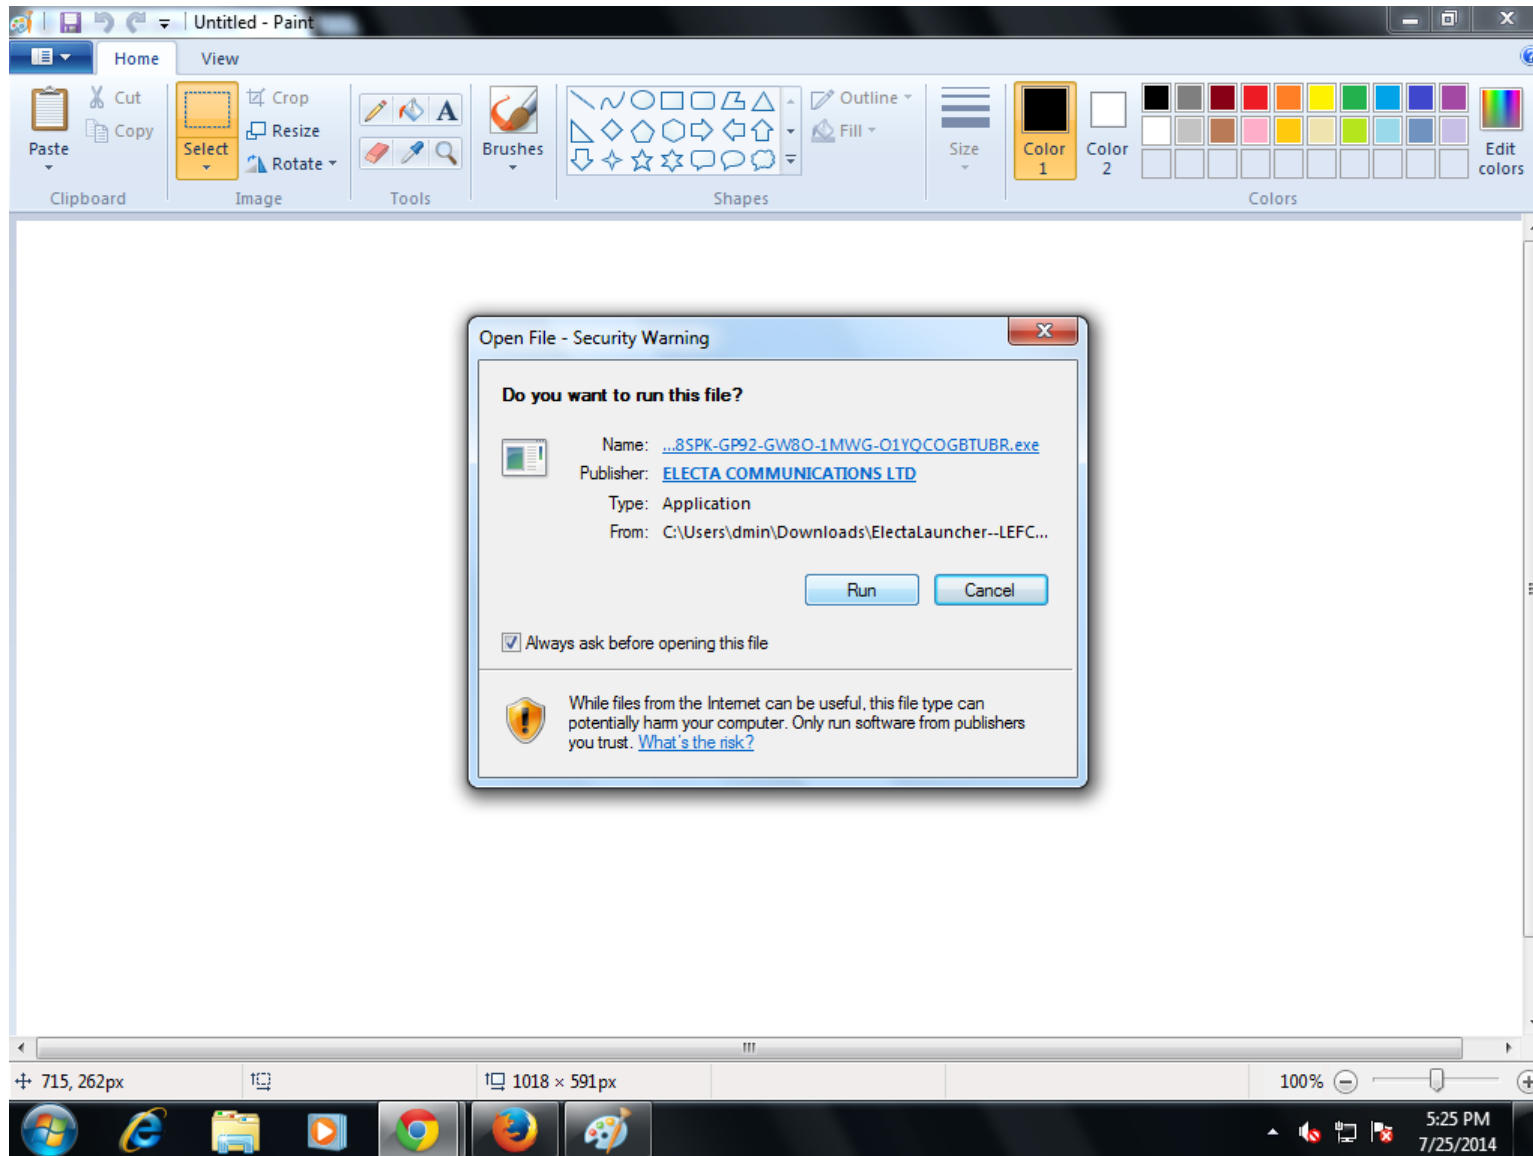 Untitled - Paint
Home View
Cut
Copy
Paste
Clipboard
Select
Crop
Resize
Rotate
Image
A
Tools
Brushes
Outline
Fill
Shapes
Size
Color 1
Color 2
Edit colors
Colors
Open File - Security Warning
Do you want to run this file?
Name: ...8SPK-GP92-GW8O-1MWG-O1YQCOGBTUBR.exe
Publisher: ELECTA COMMUNICATIONS LTD
Type: Application
From: C:\Users\dmin\Downloads\ElectaLauncher--LEFC...
Run Cancel
Always ask before opening this file
While files from the Internet can be useful, this file type can
potentially harm your computer. Only run software from publishers
you trust. What's the risk?
715, 262px
1018 × 591px
100%
5:25 PM
7/25/2014